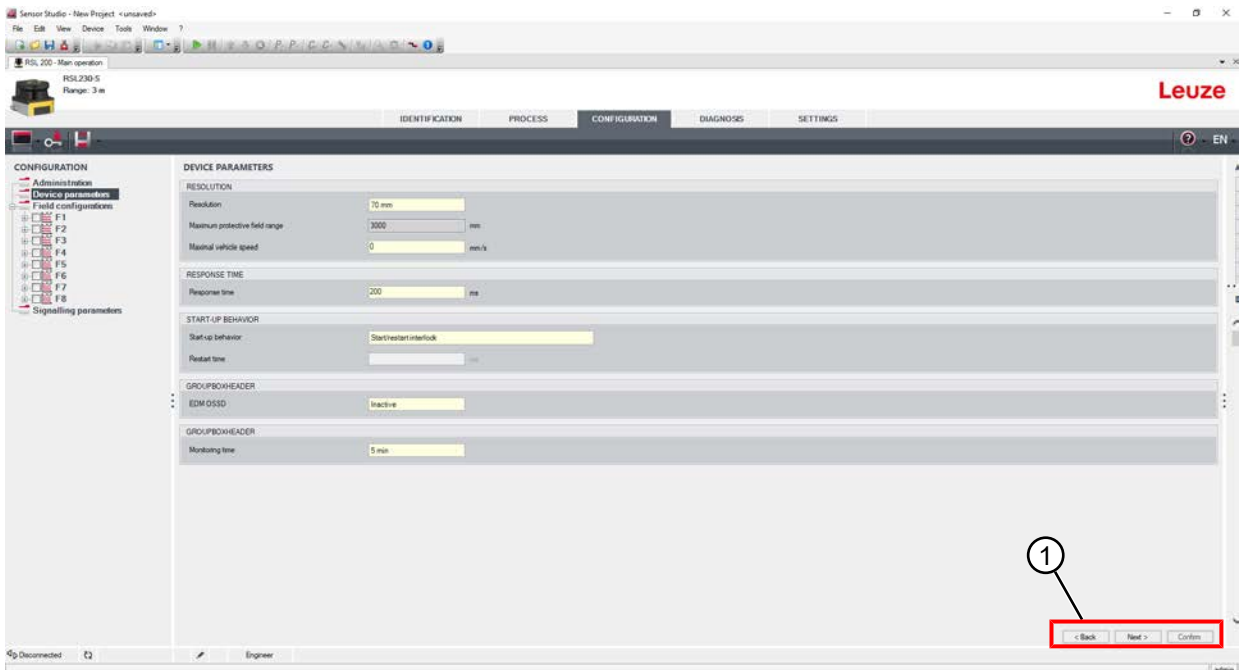 Sensor Studio - New Project <unsaved>
File Edit View Device Tools Window ?
RSL 200 - Main operation
RSL230-S
Range: 3 m
Leuze
IDENTIFICATION PROCESS CONFIGURATION DIAGNOSIS SETTINGS
EN
CONFIGURATION
Administration
Device parameters
Field configurations
F1
F2
F3
F4
F5
F6
F7
F8
Signalling parameters
DEVICE PARAMETERS
RESOLUTION
Resolution 70 mm
Maximum protective field range 3000 mm
Maximal vehicle speed 0 mm/s
RESPONSE TIME
Response time 200 ms
START-UP BEHAVIOR
Start-up behavior Start/restart interlock
Restart time
GROUPBOXHEADER
EDM OSSD Inactive
GROUPBOXHEADER
Monitoring time 5 min
1
< Back Next > Confirm
Disconnected Engineer
admin